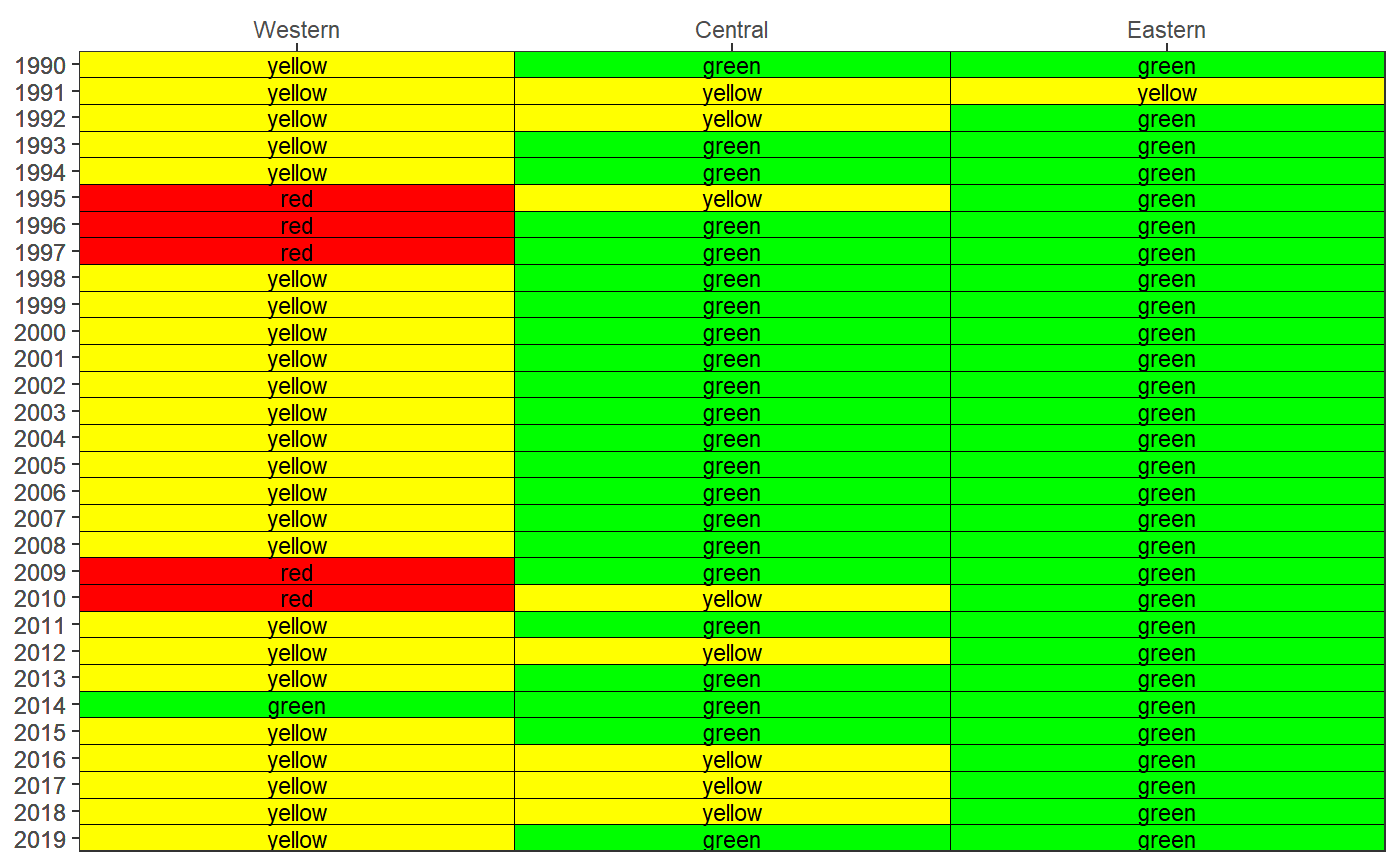 Western Central Eastern
1990 yellow green green
1991 yellow yellow yellow
1992 yellow yellow green
1993 yellow green green
1994 yellow green green
1995 red yellow green
1996 red green green
1997 red green green
1998 yellow green green
1999 yellow green green
2000 yellow green green
2001 yellow green green
2002 yellow green green
2003 yellow green green
2004 yellow green green
2005 yellow green green
2006 yellow green green
2007 yellow green green
2008 yellow green green
2009 red green green
2010 red yellow green
2011 yellow green green
2012 yellow yellow green
2013 yellow green green
2014 green green green
2015 yellow green green
2016 yellow yellow green
2017 yellow yellow green
2018 yellow yellow green
2019 yellow green green